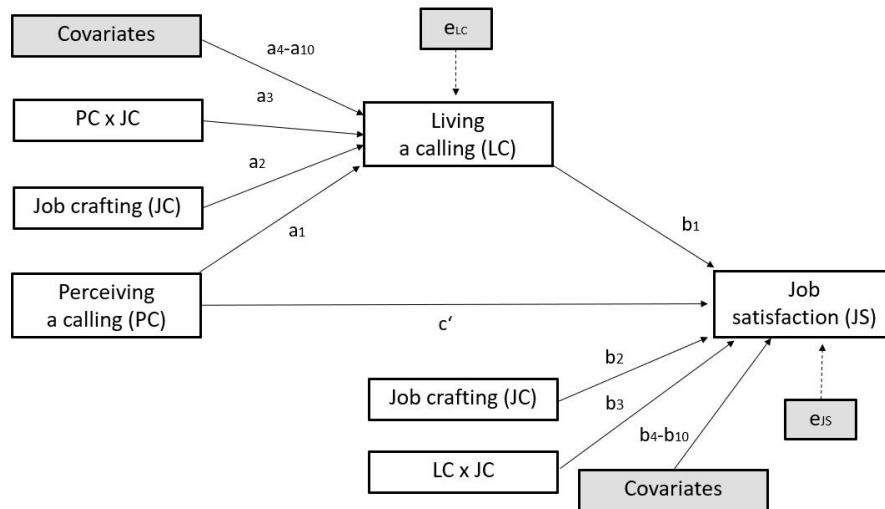 Covariates
a4-a10
eLC
PC x JC
a3
Living
a calling (LC)
a2
Job crafting (JC)
a1
b1
Perceiving
a calling (PC)
c‘
Job
satisfaction (JS)
b2
Job crafting (JC)
b3
eJS
b4-b10
LC x JC
Covariates